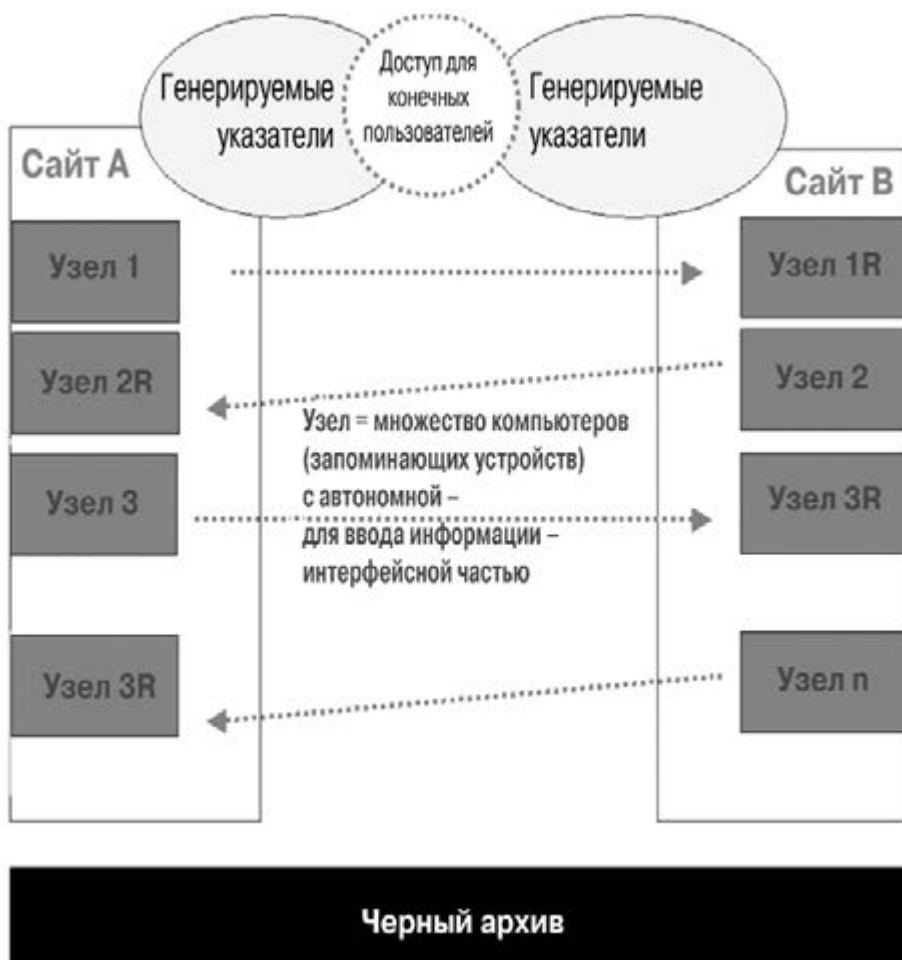 Генерируемые
указатели
Доступ для
конечных
пользователей
Генерируемые
указатели
Сайт А
Сайт В
Узел 1
Узел 1R
Узел 2R
Узел 2
Узел = множество компьютеров
(запоминающих устройств)
с автономной –
для ввода информации –
интерфейсной частью
Узел 3
Узел 3R
Узел 3R
Узел n
Черный архив